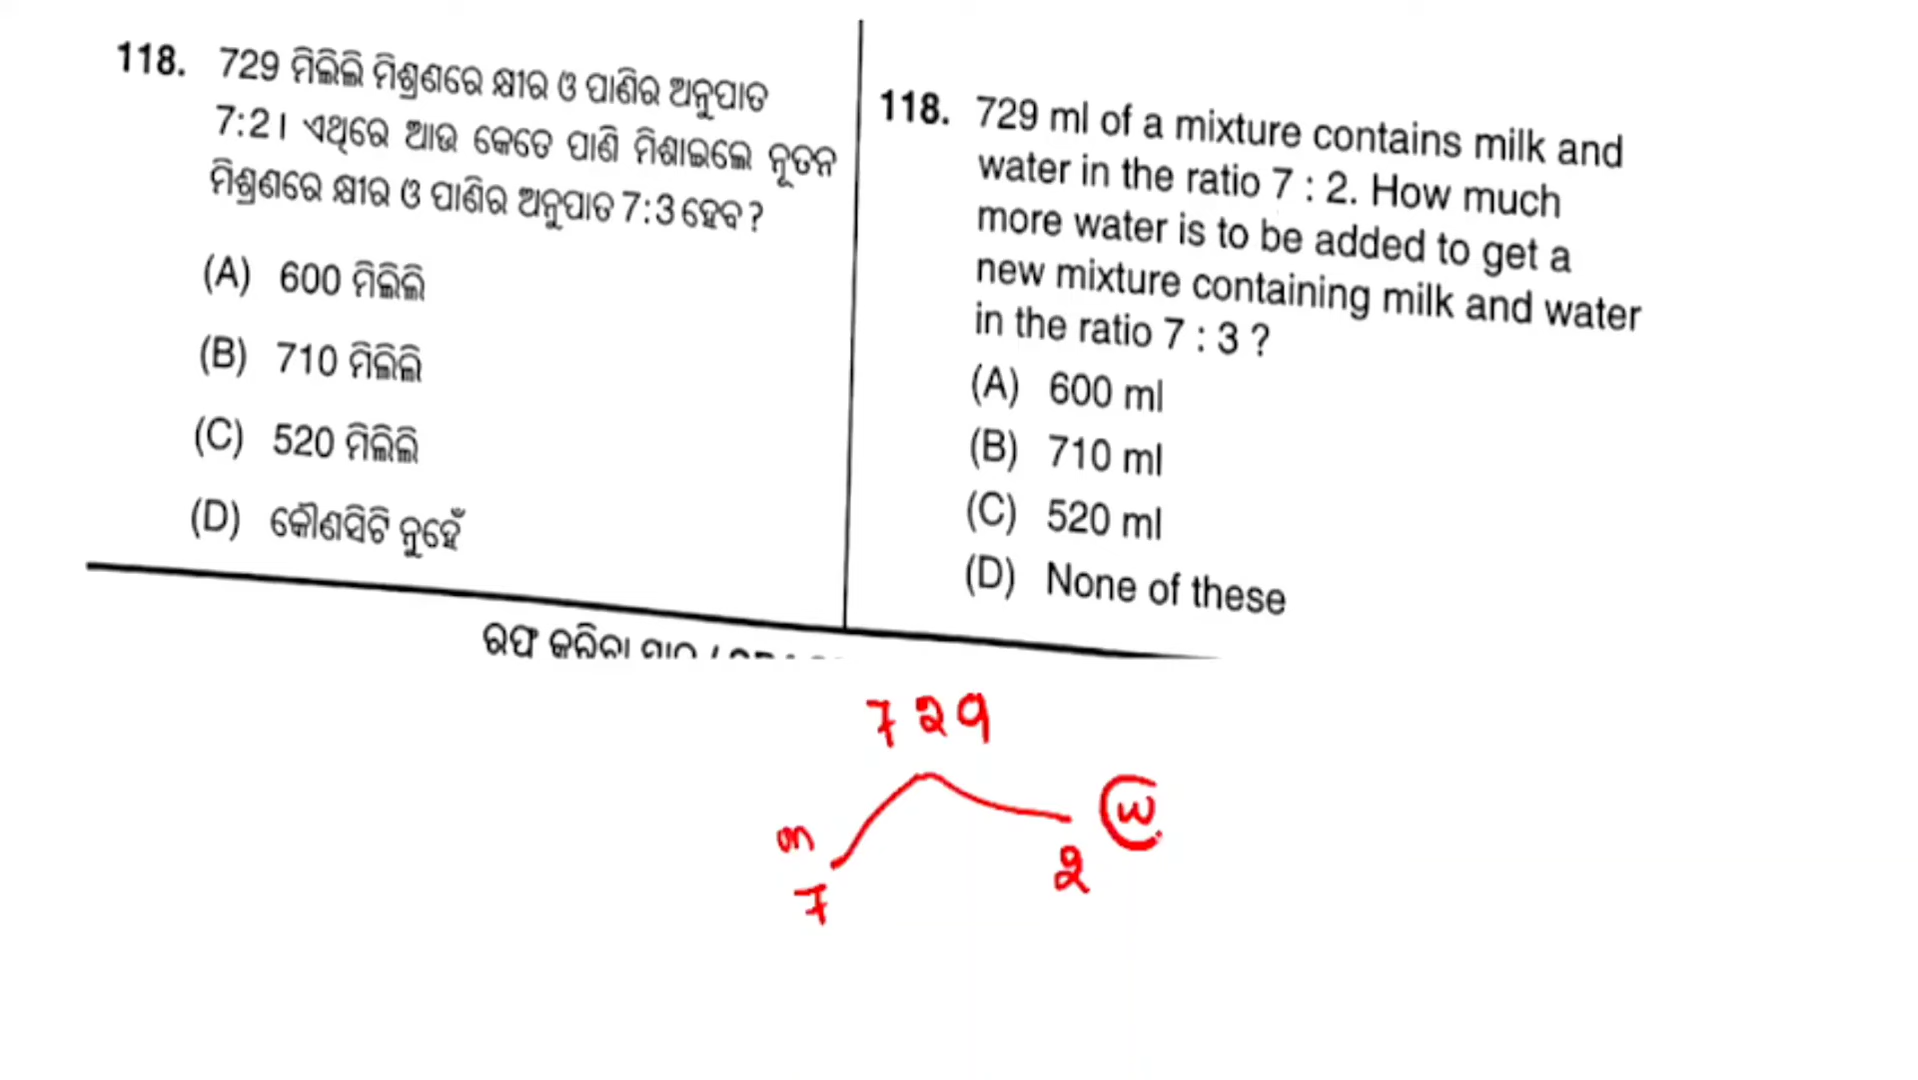 118. 729 ମିଲିଲି ମିଶ୍ରଣରେ କ୍ଷୀର ଓ ପାଣିର ଅନୁପାତ
7:2। ଏଥିରେ ଆଉ କେତେ ପାଣି ମିଶାଇଲେ ନୂତନ
ମିଶ୍ରଣରେ କ୍ଷୀର ଓ ପାଣିର ଅନୁପାତ 7:3 ହେବ ?
(A) 600 ମିଲିଲି
(B) 710 ମିଲିଲି
(C) 520 ମିଲିଲି
(D) କୌଣସିଟି ନୁହେଁ
118. 729 ml of a mixture contains milk and
water in the ratio 7 : 2. How much
more water is to be added to get a
new mixture containing milk and water
in the ratio 7 : 3 ?
(A) 600 ml
(B) 710 ml
(C) 520 ml
(D) None of these
ରଫ କରିବା
729
m W
7 2